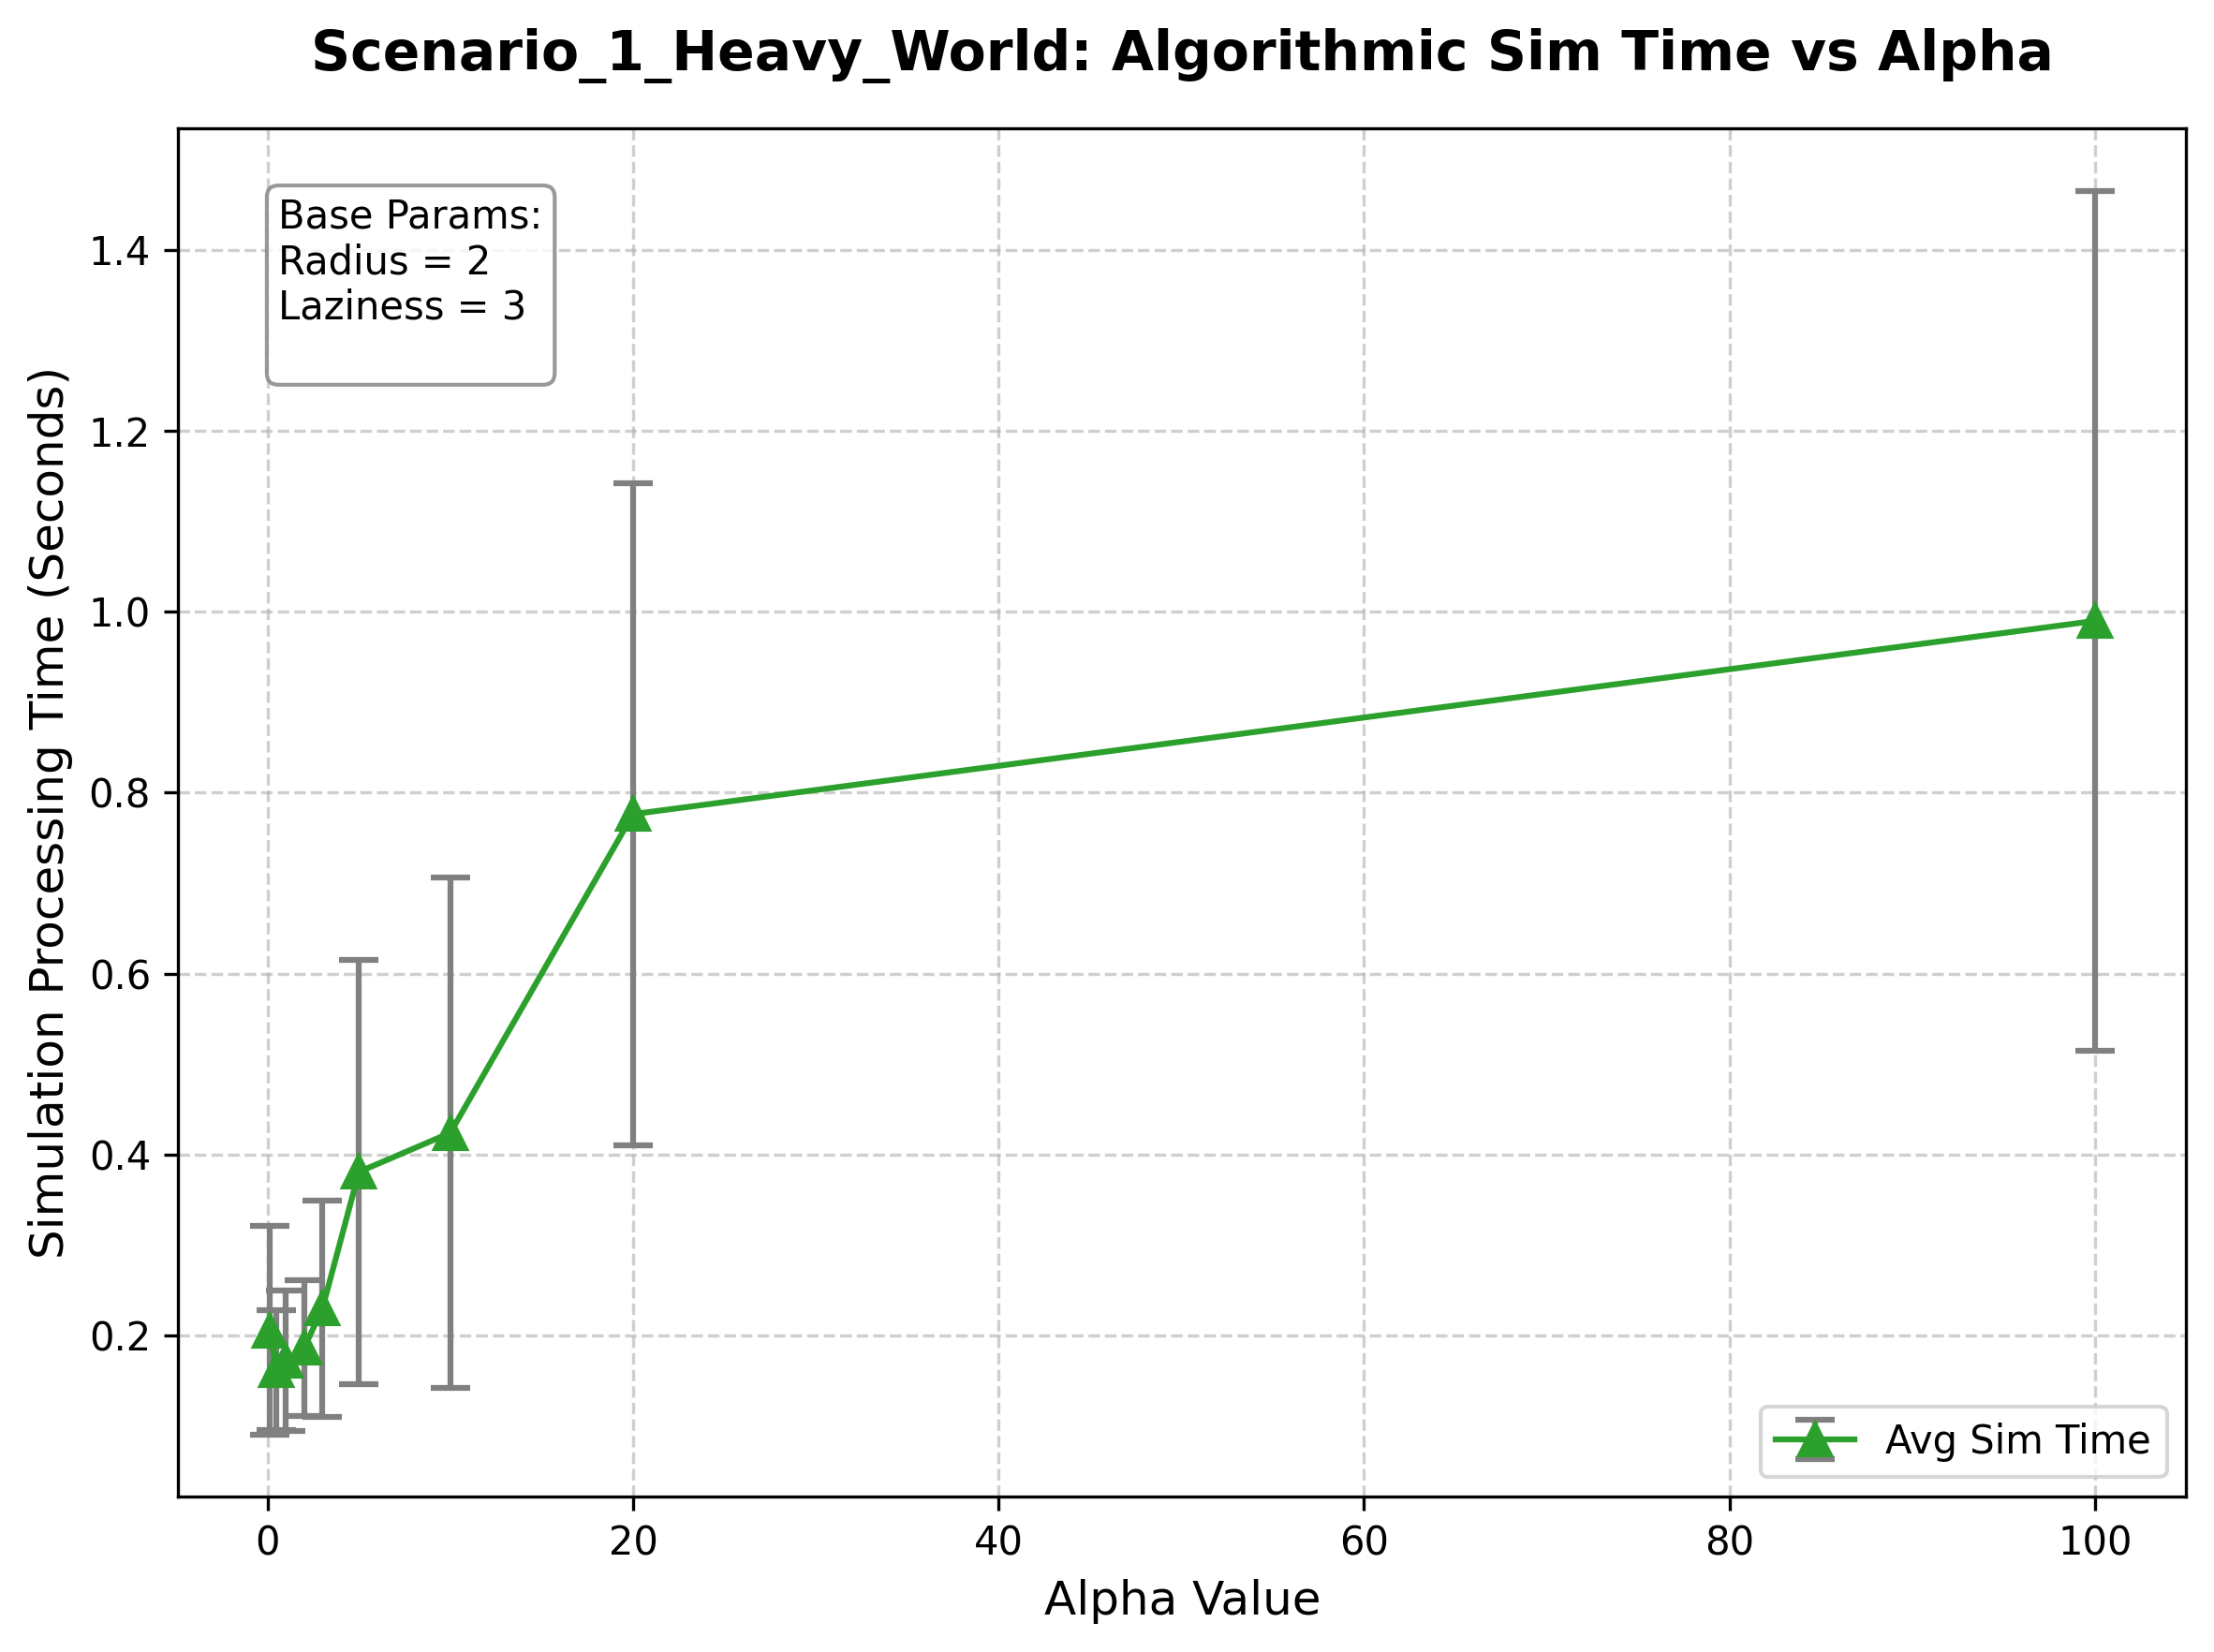 Scenario_1_Heavy_World: Algorithmic Sim Time vs Alpha
Base Params:
Radius = 2
Laziness = 3
Simulation Processing Time (Seconds)
1.4
1.2
1.0
0.8
0.6
0.4
0.2
Avg Sim Time
0 20 40 60 80 100
Alpha Value